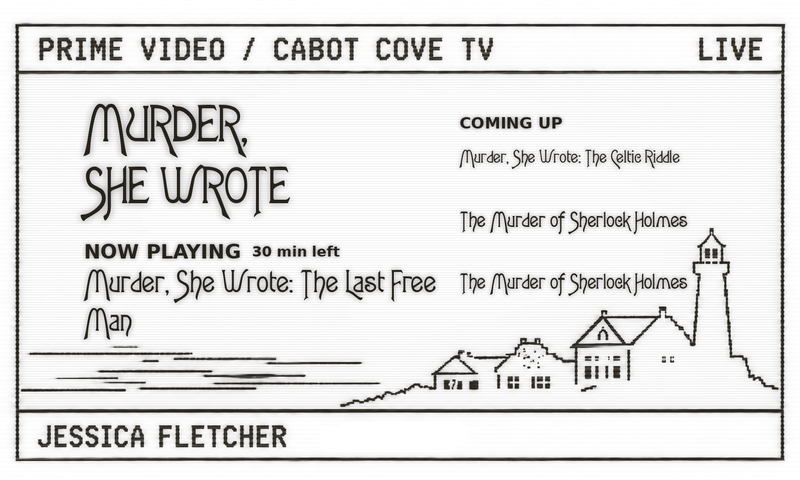 PRIME VIDEO / CABOT COVE TV
LIVE
MURDER,
SHE WROTE
NOW PLAYING 30 min left
Murder, She Wrote: The Last Free
Man
COMING UP
Murder, She Wrote: The Celtic Riddle
The Murder of Sherlock Holmes
The Murder of Sherlock Holmes
JESSICA FLETCHER